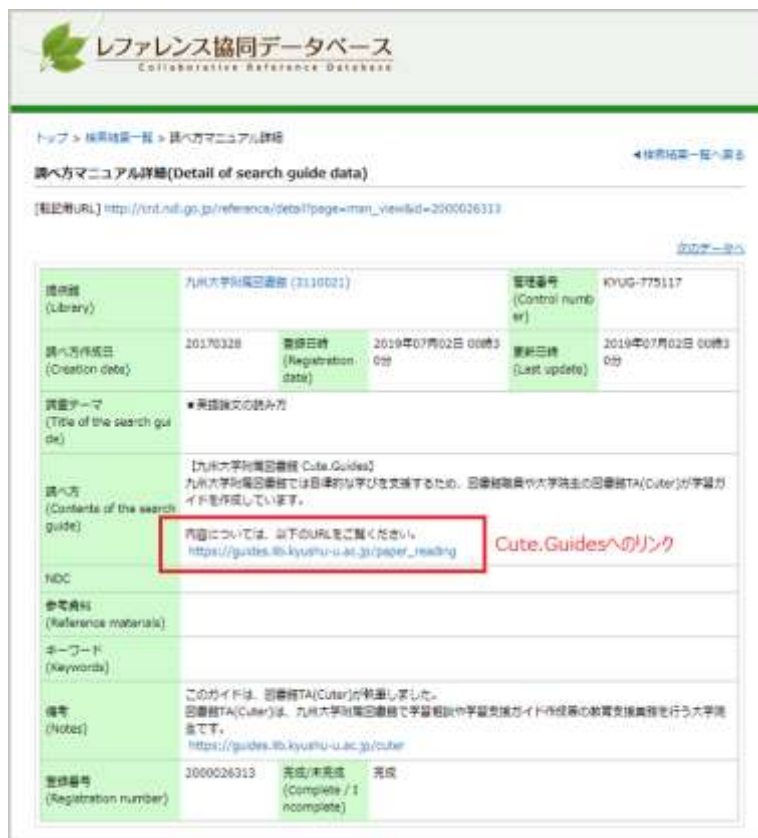 レファレンス協同データベース
Collaborative Reference Database
トップ > 検索結果一覧 > 調べ方マニュアル詳細
◀検索結果一覧へ戻る
調べ方マニュアル詳細(Detail of search guide data)
[転記用URL] http://crd.ndl.go.jp/reference/detail?page=man_view&id=2000026313
次のデータへ
提供館
(Library)
九州大学附属図書館 (3110021)
管理番号
(Control numb
er)
KYUG-775117
調べ方作成日
(Creation date)
20170328
登録日時
(Registration
date)
2019年07月02日 00時3
0分
更新日時
(Last update)
2019年07月02日 00時3
0分
調査テーマ
(Title of the search gui
de)
★英語論文の読み方
調べ方
(Contents of the search
guide)
【九州大学附属図書館 Cute.Guides】
九州大学附属図書館では自律的な学びを支援するため、図書館職員や大学院生の図書館TA(Cuter)が学習ガ
イドを作成しています。
内容については、以下のURLをご覧ください。
https://guides.lib.kyushu-u.ac.jp/paper_reading
Cute.Guidesへのリンク
NDC
参考資料
(Reference materials)
キーワード
(Keywords)
備考
(Notes)
このガイドは、図書館TA(Cuter)が執筆しました。
図書館TA(Cuter)は、九州大学附属図書館で学習相談や学習支援ガイド作成等の教育支援業務を行う大学院
生です。
https://guides.lib.kyushu-u.ac.jp/cuter
登録番号
(Registration number)
2000026313
完成/未完成
(Complete / I
ncomplete)
完成